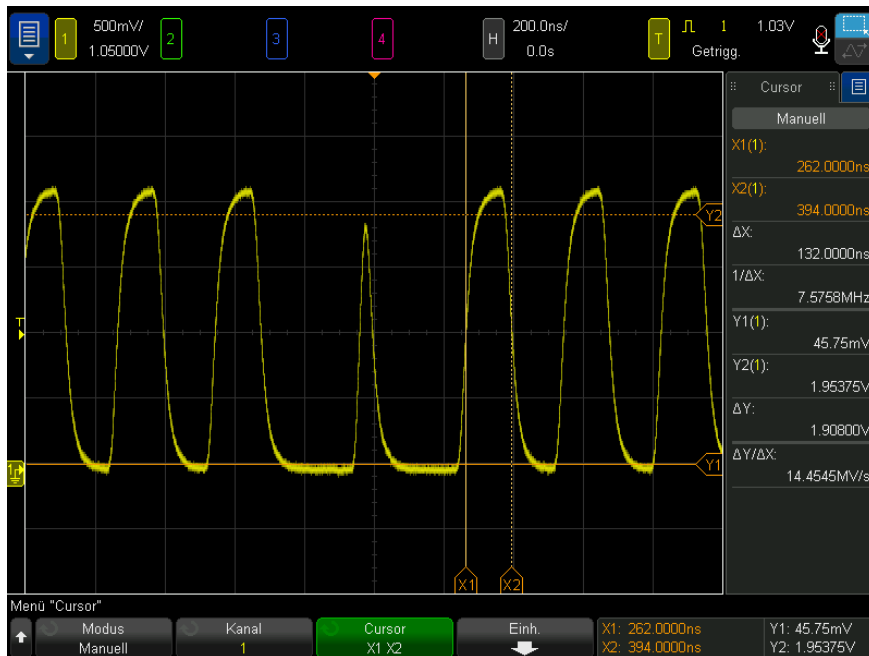 1 500mV/ 2 3 4 H 200.0ns/ T 1 1.03V
1.05000V 0.0s Getrigg.
Cursor
Manuell
X1(1):
262.0000ns
X2(1):
394.0000ns
ΔX:
132.0000ns
1/ΔX:
7.5758MHz
Y1(1):
45.75mV
Y2(1):
1.95375V
ΔY:
1.90800V
ΔY/ΔX:
14.4545MV/s
Y2
T
1
Y1
X1 X2
Menü "Cursor"
Modus Kanal Cursor Einh. X1: 262.0000ns Y1: 45.75mV
Manuell 1 X1 X2 X2: 394.0000ns Y2: 1.95375V